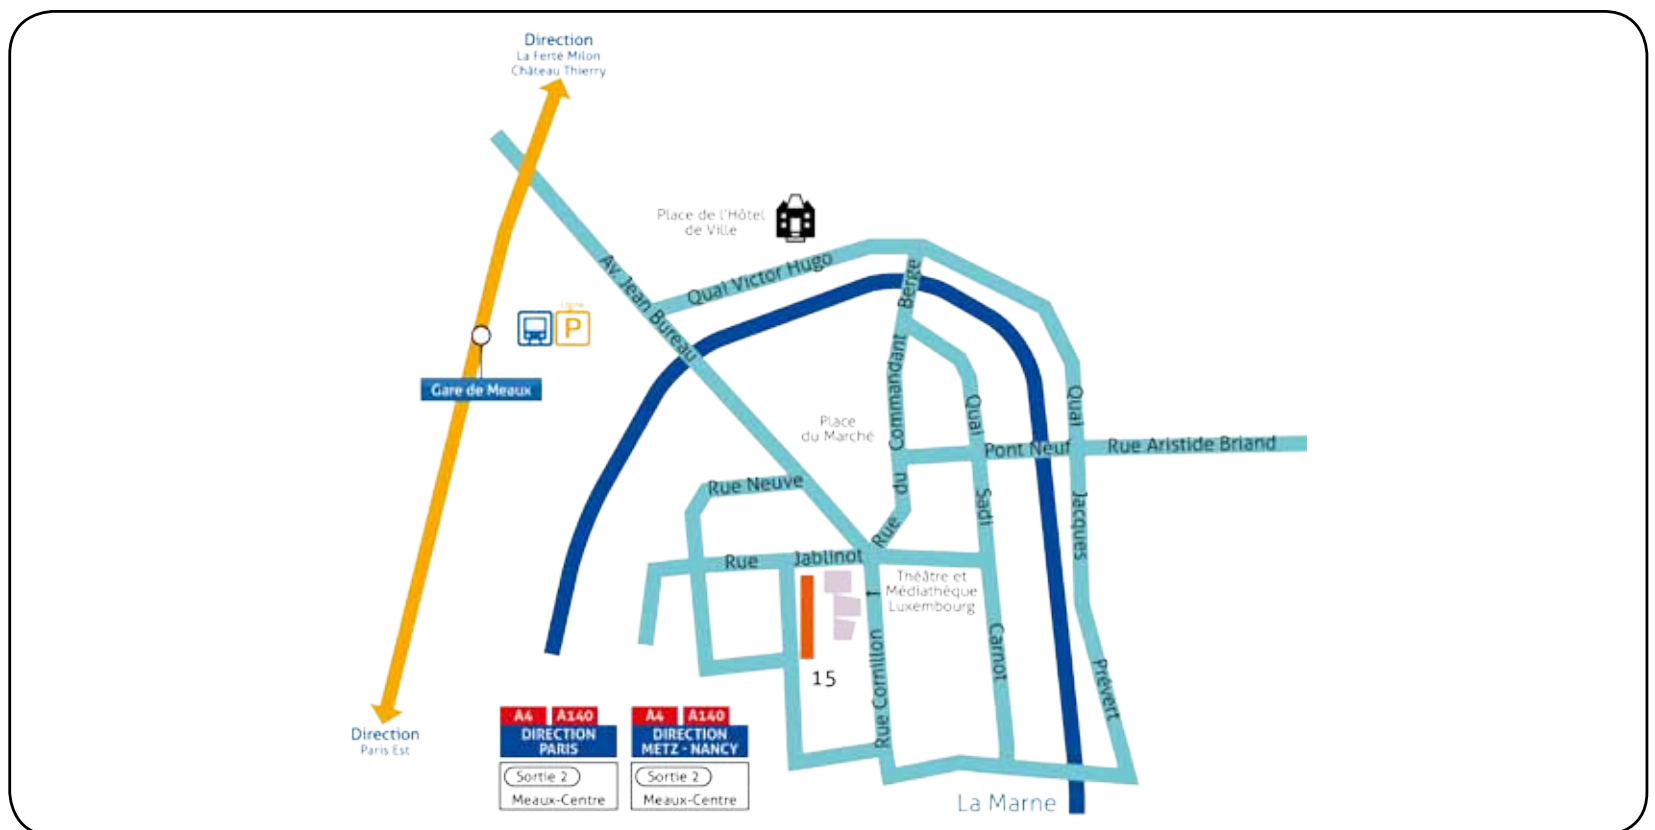 Direction
La Ferté Milon
Château Thierry
Place de l'Hôtel
de Ville
Quai Victor Hugo
Av. Jean Bureau
P
Gare de Meaux
Rue du Commandant Berge
Place
du Marché
Quai Sadi Carnot
Quai Jacques Prévert
Pont Neuf
Rue Aristide Briand
Rue Neuve
Rue Jablinot
Théâtre et
Médiathèque
Luxembourg
Rue Cornillon
15
Direction
Paris Est
A4 A140
DIRECTION
PARIS
Sortie 2
Meaux-Centre
A4 A140
DIRECTION
METZ - NANCY
Sortie 2
Meaux-Centre
La Marne